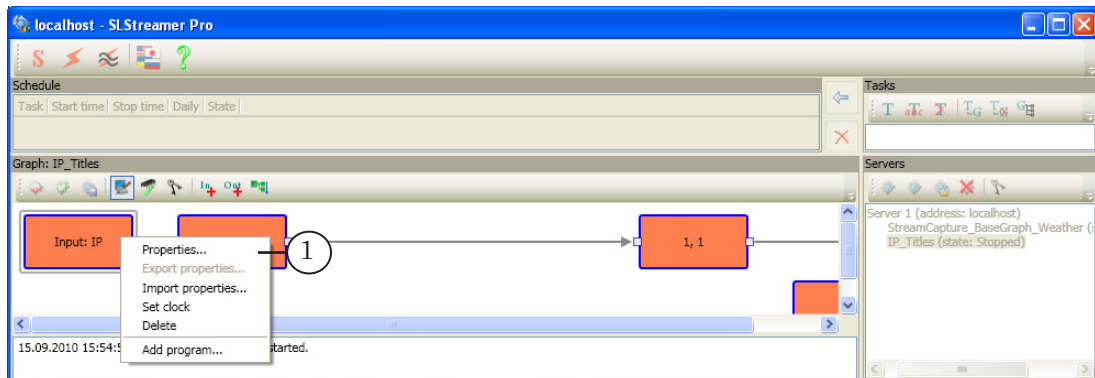 localhost - SLStreamer Pro
S
Schedule
Tasks
Task Start time Stop time Daily State
Graph: IP_Titles
Servers
Input: IP
1, 1
Properties...
1
Export properties...
Import properties...
Set clock
Delete
Add program...
Server 1 (address: localhost)
StreamCapture_BaseGraph_Weather (
IP_Titles (state: Stopped)
15.09.2010 15:54: started.